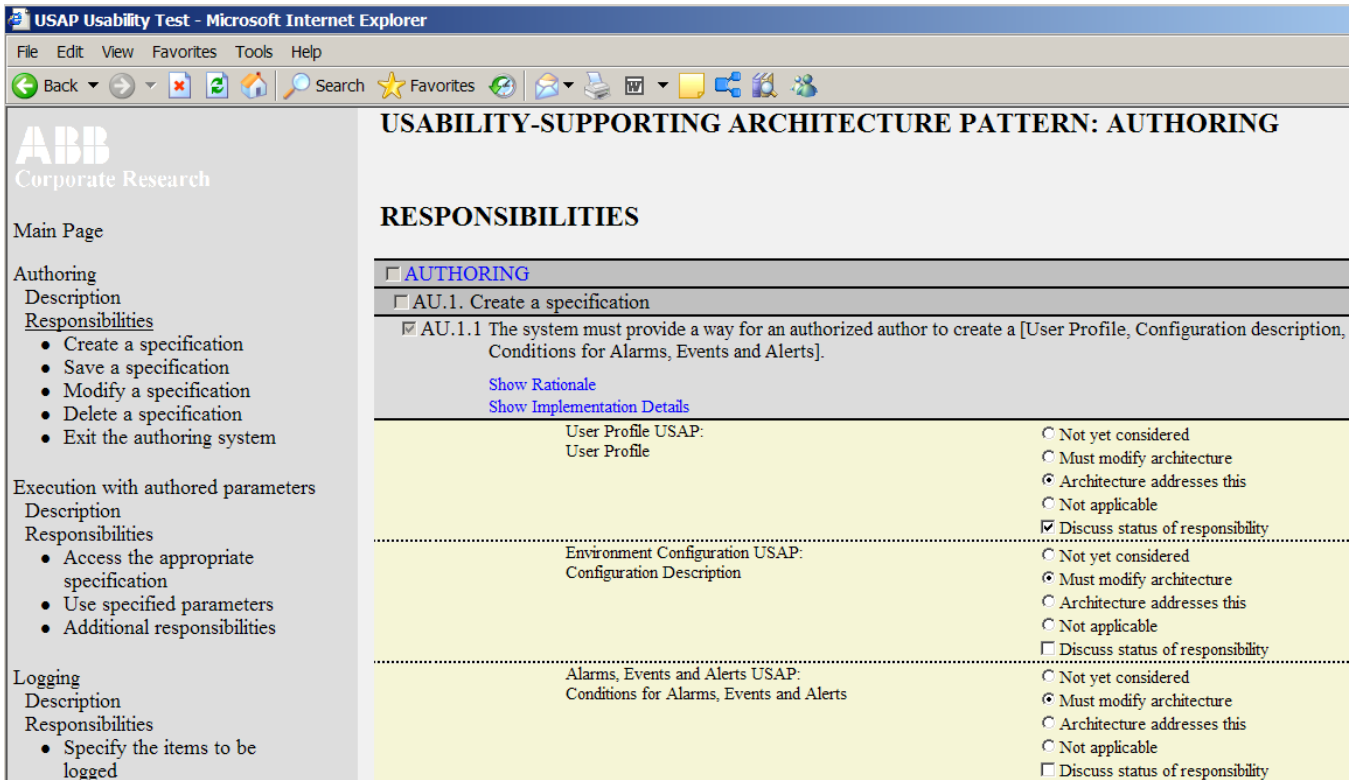 USAP Usability Test - Microsoft Internet Explorer
File Edit View Favorites Tools Help
Back Search Favorites
ABB
Corporate Research
Main Page
Authoring
Description
Responsibilities
• Create a specification
• Save a specification
• Modify a specification
• Delete a specification
• Exit the authoring system
Execution with authored parameters
Description
Responsibilities
• Access the appropriate
specification
• Use specified parameters
• Additional responsibilities
Logging
Description
Responsibilities
• Specify the items to be
logged
USABILITY-SUPPORTING ARCHITECTURE PATTERN: AUTHORING
RESPONSIBILITIES
AUTHORING
AU.1. Create a specification
AU.1.1 The system must provide a way for an authorized author to create a [User Profile, Configuration description,
Conditions for Alarms, Events and Alerts].
Show Rationale
Show Implementation Details
User Profile USAP:
User Profile
Not yet considered
Must modify architecture
Architecture addresses this
Not applicable
Discuss status of responsibility
Environment Configuration USAP:
Configuration Description
Not yet considered
Must modify architecture
Architecture addresses this
Not applicable
Discuss status of responsibility
Alarms, Events and Alerts USAP:
Conditions for Alarms, Events and Alerts
Not yet considered
Must modify architecture
Architecture addresses this
Not applicable
Discuss status of responsibility